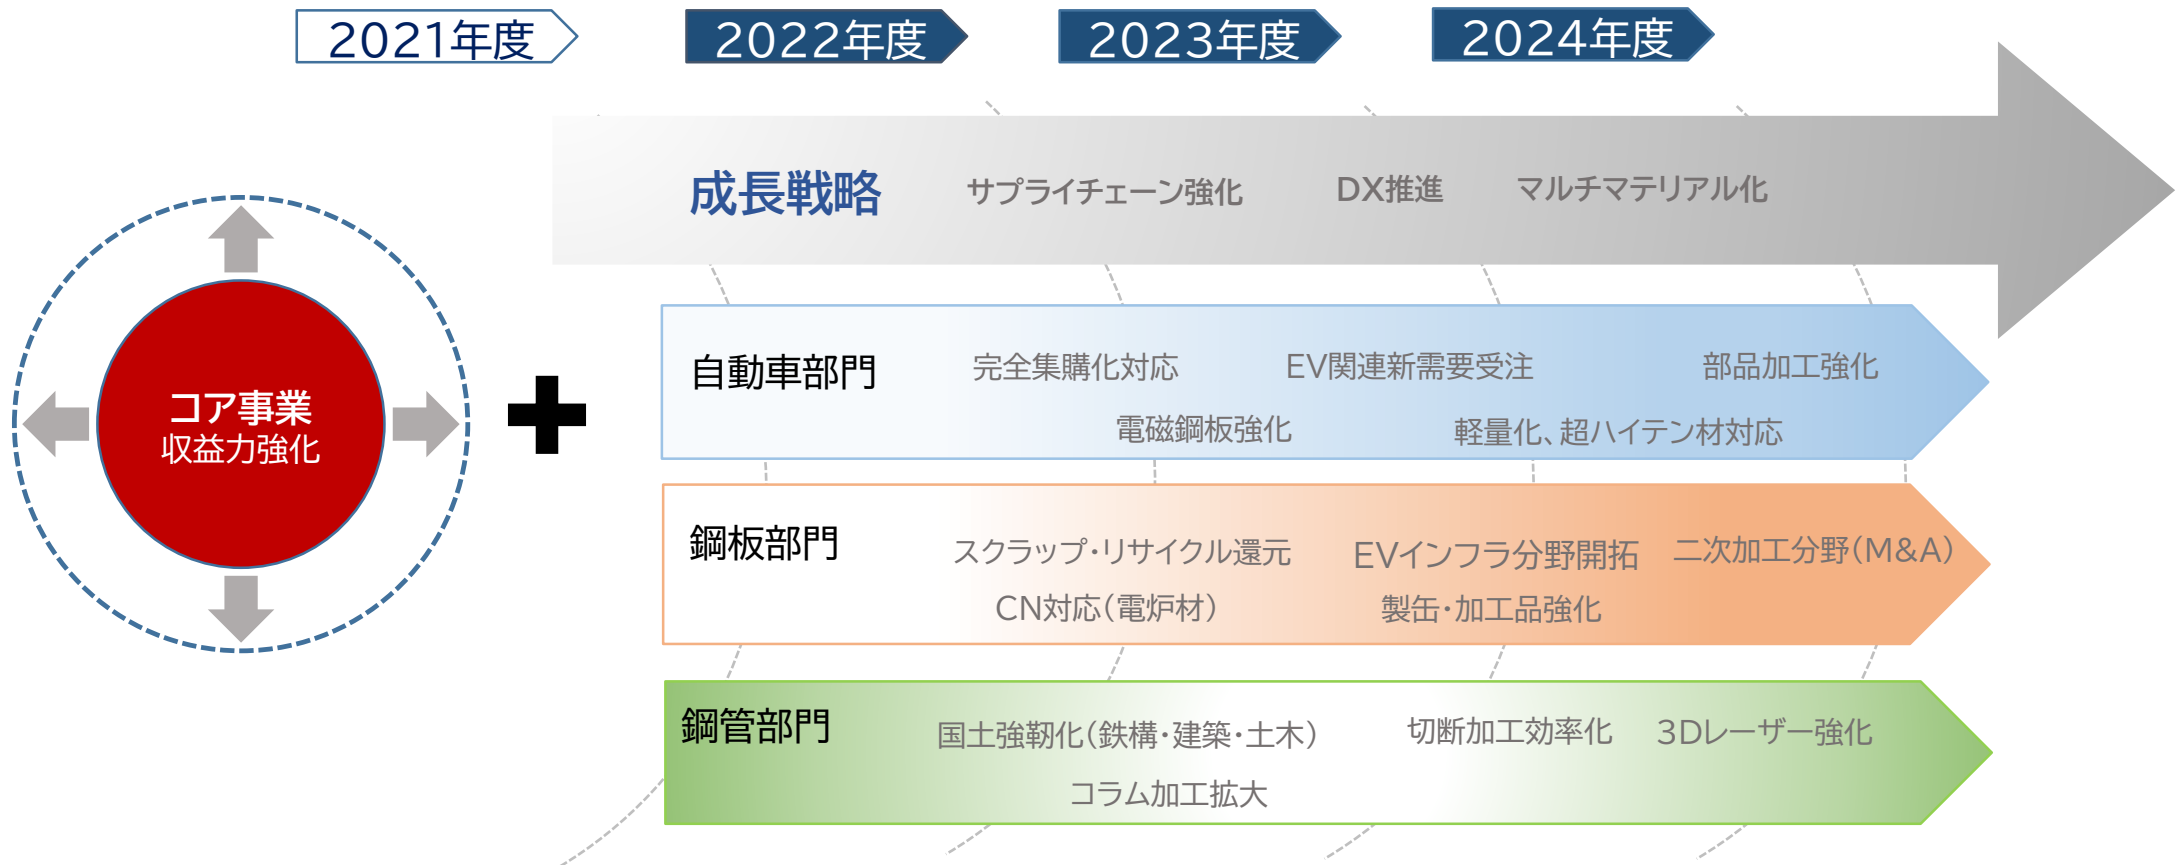 2021年度
2022年度
2023年度
2024年度
成長戦略
サプライチェーン強化
DX推進
マルチマテリアル化
コア事業
収益力強化
自動車部門
完全集購化対応
EV関連新需要受注
部品加工強化
電磁鋼板強化
軽量化、超ハイテン材対応
鋼板部門
スクラップ・リサイクル還元
EVインフラ分野開拓
二次加工分野(M&A)
CN対応(電炉材)
製缶・加工品強化
鋼管部門
国土強靭化(鉄構・建築・土木)
切断加工効率化
3Dレーザー強化
コラム加工拡大